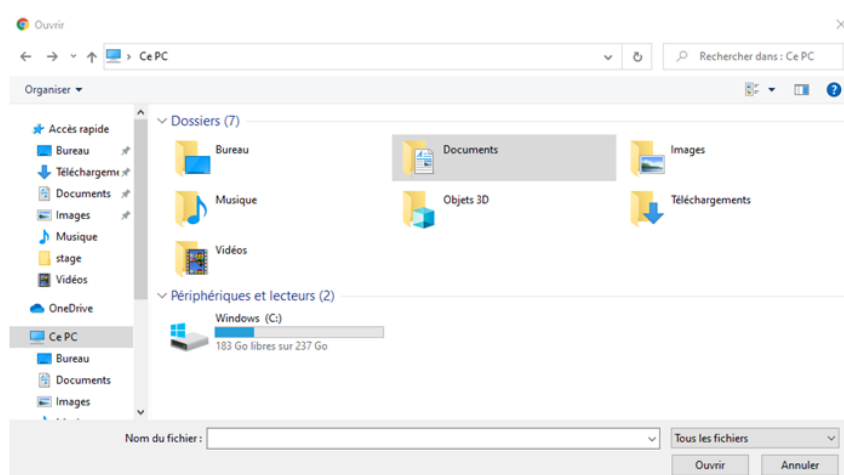 Ouvrir
Ce PC
Rechercher dans : Ce PC
Organiser
Accès rapide
Bureau
Téléchargeme
Documents
Images
Musique
stage
Vidéos
OneDrive
Ce PC
Bureau
Documents
Images
Dossiers (7)
Bureau
Documents
Images
Musique
Objets 3D
Téléchargements
Vidéos
Périphériques et lecteurs (2)
Windows (C:)
183 Go libres sur 237 Go
Nom du fichier :
Tous les fichiers
Ouvrir
Annuler